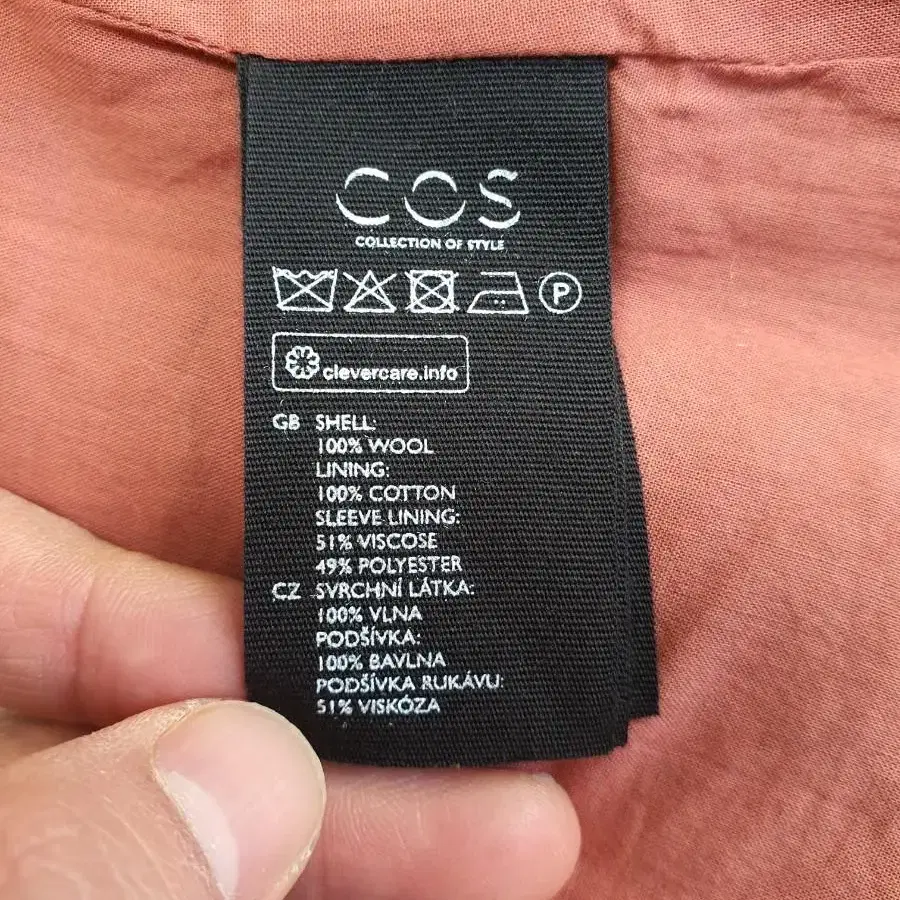 COS
COLLECTION OF STYLE
P
clevercare.info
GB SHELL:
100% WOOL
LINING:
100% COTTON
SLEEVE LINING:
51% VISCOSE
49% POLYESTER
CZ SVRCHNÍ LÁTKA:
100% VLNA
PODŠÍVKA:
100% BAVLNA
PODŠÍVKA RUKÁVU:
51% VISKÓZA